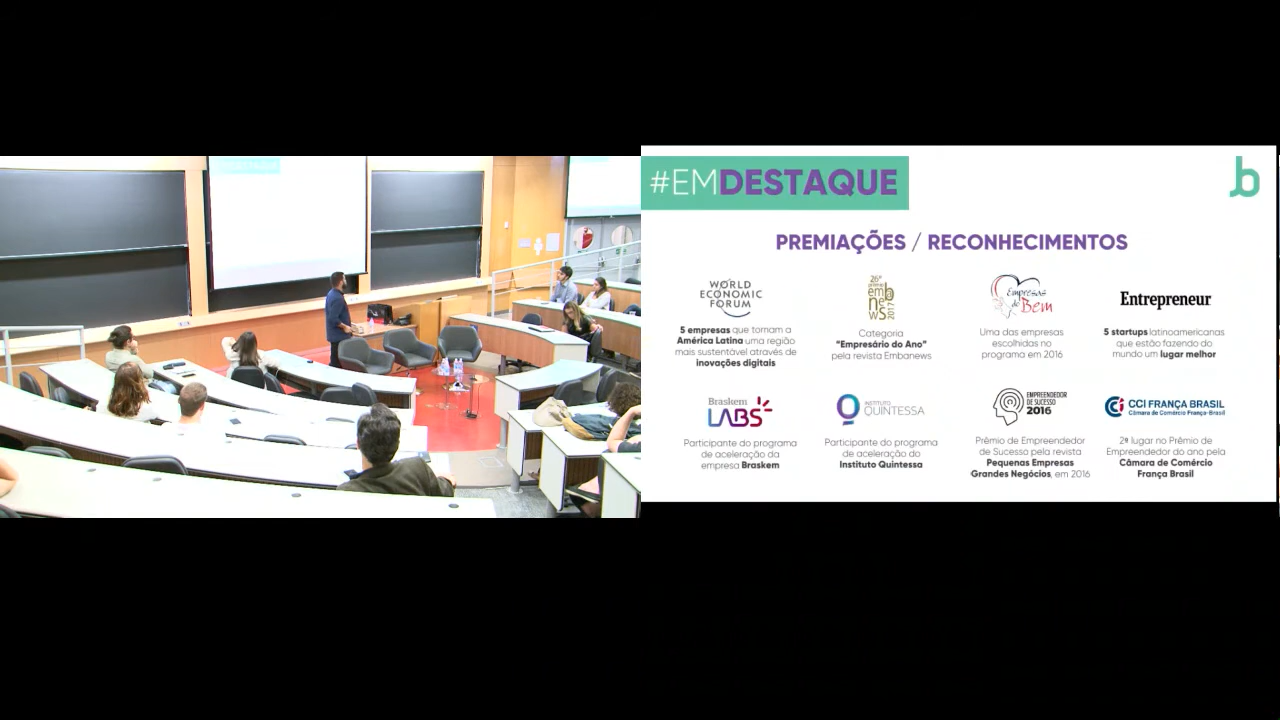 #EMDESTAQUE
b
PREMIAÇÕES / RECONHECIMENTOS
WORLD
ECONOMIC
FORUM
5 empresas que tornam a
América Latina uma região
mais sustentável através de
inovações digitais
26º
prêmio
emb
news
2017
Categoria
"Empresário do Ano"
pela revista Embanews
Empresas
do Bem
Uma das empresas
escolhidas no
programa em 2016
Entrepreneur
5 startups latinoamericanas
que estão fazendo do
mundo um lugar melhor
Braskem
LABS
Participante do programa
de aceleração da
empresa Braskem
INSTITUTO
QUINTESSA
Participante do programa
de aceleração do
Instituto Quintessa
EMPREENDEDOR
DE SUCESSO
2016
Prêmio de Empreendedor
de Sucesso pela revista
Pequenas Empresas
Grandes Negócios, em 2016
CCI FRANÇA BRASIL
Câmara de Comércio França-Brasil
2º lugar no Prêmio de
Empreendedor do ano pela
Câmara de Comércio
França Brasil